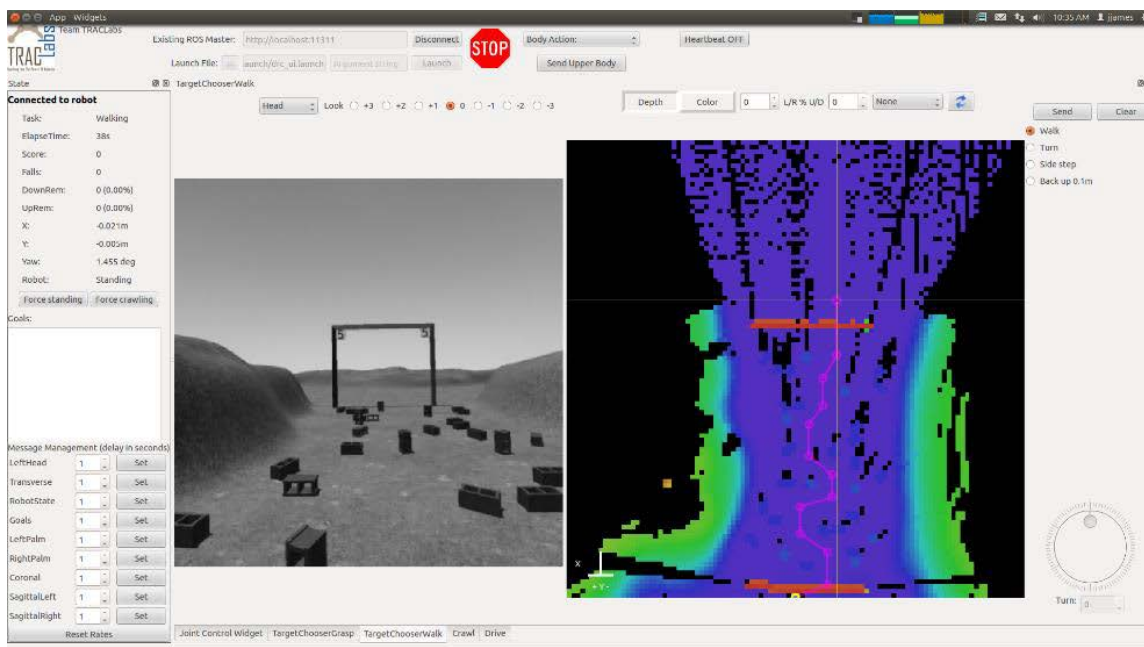 App Widgets
10:35 AM jjames
TRAC Labs
Team TRACLabs
Existing ROS Master: http://localhost:11311 Disconnect STOP Body Action: Heartbeat OFF
Launch File: aunch/drc_ui.launch Argument string Launch Send Upper Body
State TargetChooserWalk
Connected to robot
Head Look +3 +2 +1 0 -1 -2 -3 Depth Color 0 L/R % U/D 0 None Send Clear
Task: Walking
ElapseTime: 38s
Score: 0
Falls: 0
DownRem: 0 (0.00%)
UpRem: 0 (0.00%)
X: -0.021m
Y: -0.005m
Yaw: 1.455 deg
Robot: Standing
Force standing Force crawling
Goals:
Walk
Turn
Side step
Back up 0.1m
5 5
X
+ Y -
Turn: 0
Message Management (delay in seconds)
LeftHead 1 Set
Transverse 1 Set
RobotState 1 Set
Goals 1 Set
LeftPalm 1 Set
RightPalm 1 Set
Coronal 1 Set
SagittalLeft 1 Set
SagittalRight 1 Set
Reset Rates
Joint Control Widget TargetChooserGrasp TargetChooserWalk Crawl Drive